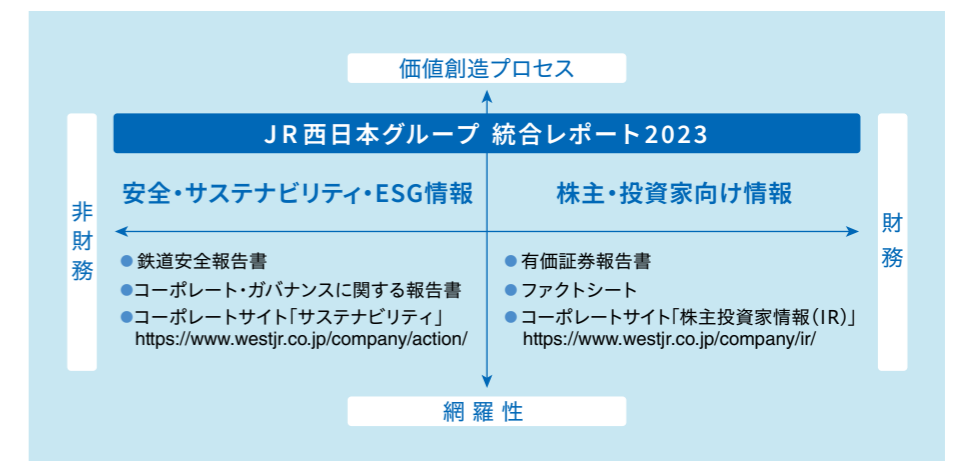 価値創造プロセス
JR西日本グループ 統合レポート2023
非財務
安全・サステナビリティ・ESG情報
株主・投資家向け情報
財務
●鉄道安全報告書
●コーポレート・ガバナンスに関する報告書
●コーポレートサイト「サステナビリティ」
https://www.westjr.co.jp/company/action/
●有価証券報告書
●ファクトシート
●コーポレートサイト「株主投資家情報（IR）」
https://www.westjr.co.jp/company/ir/
網羅性